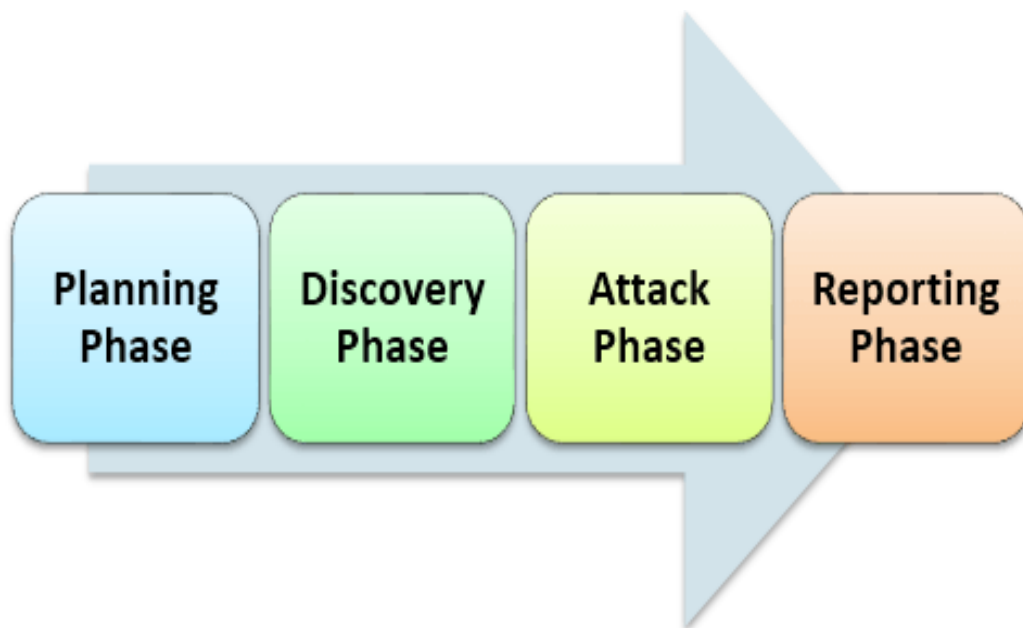 Planning
Phase
Discovery
Phase
Attack
Phase
Reporting
Phase